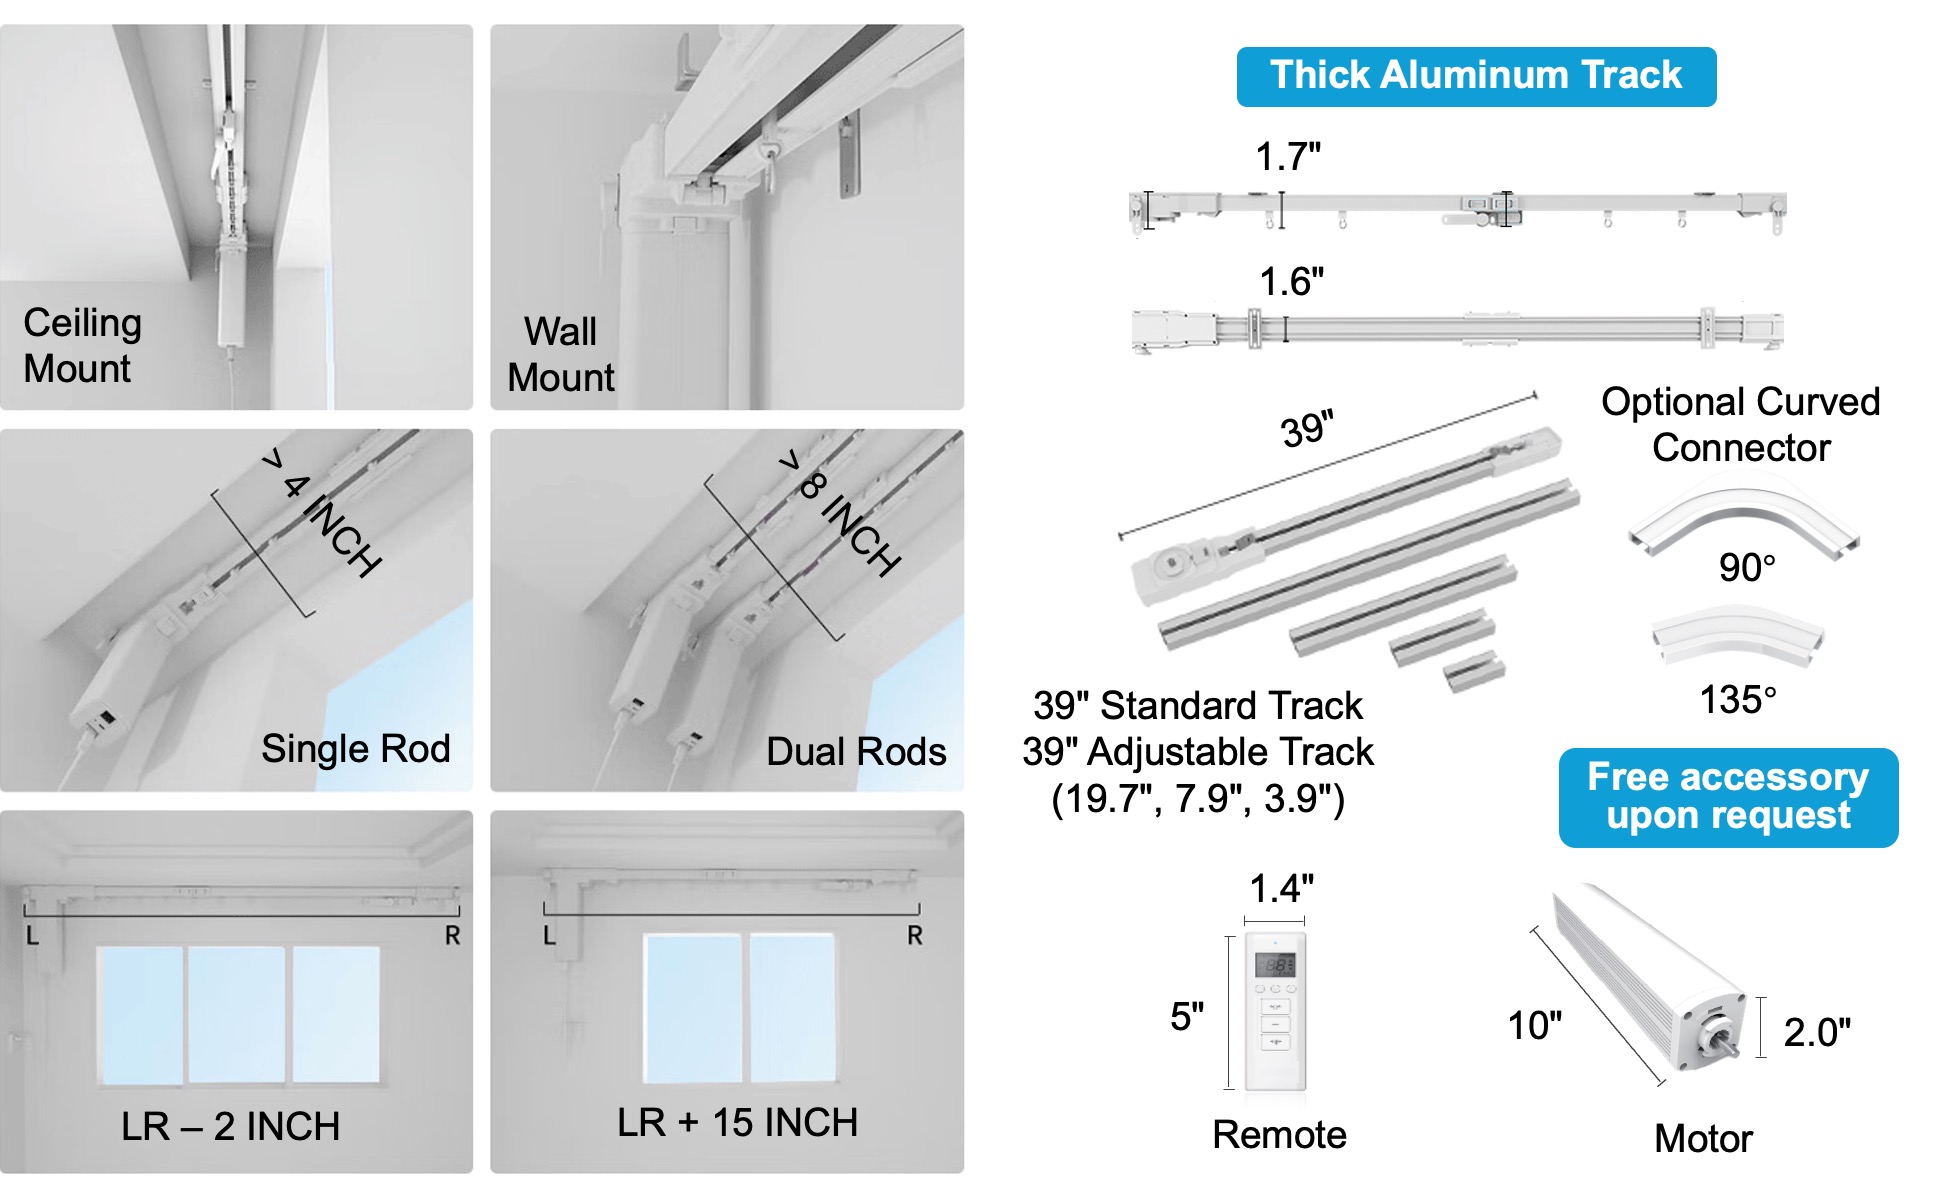 Ceiling
Mount
Wall
Mount
> 4 INCH
Single Rod
> 8 INCH
Dual Rods
L
R
LR – 2 INCH
L
R
LR + 15 INCH
Thick Aluminum Track
1.7"
1.6"
39"
Optional Curved
Connector
90°
135°
39" Standard Track
39" Adjustable Track
(19.7", 7.9", 3.9")
Free accessory
upon request
1.4"
5"
Remote
10"
2.0"
Motor